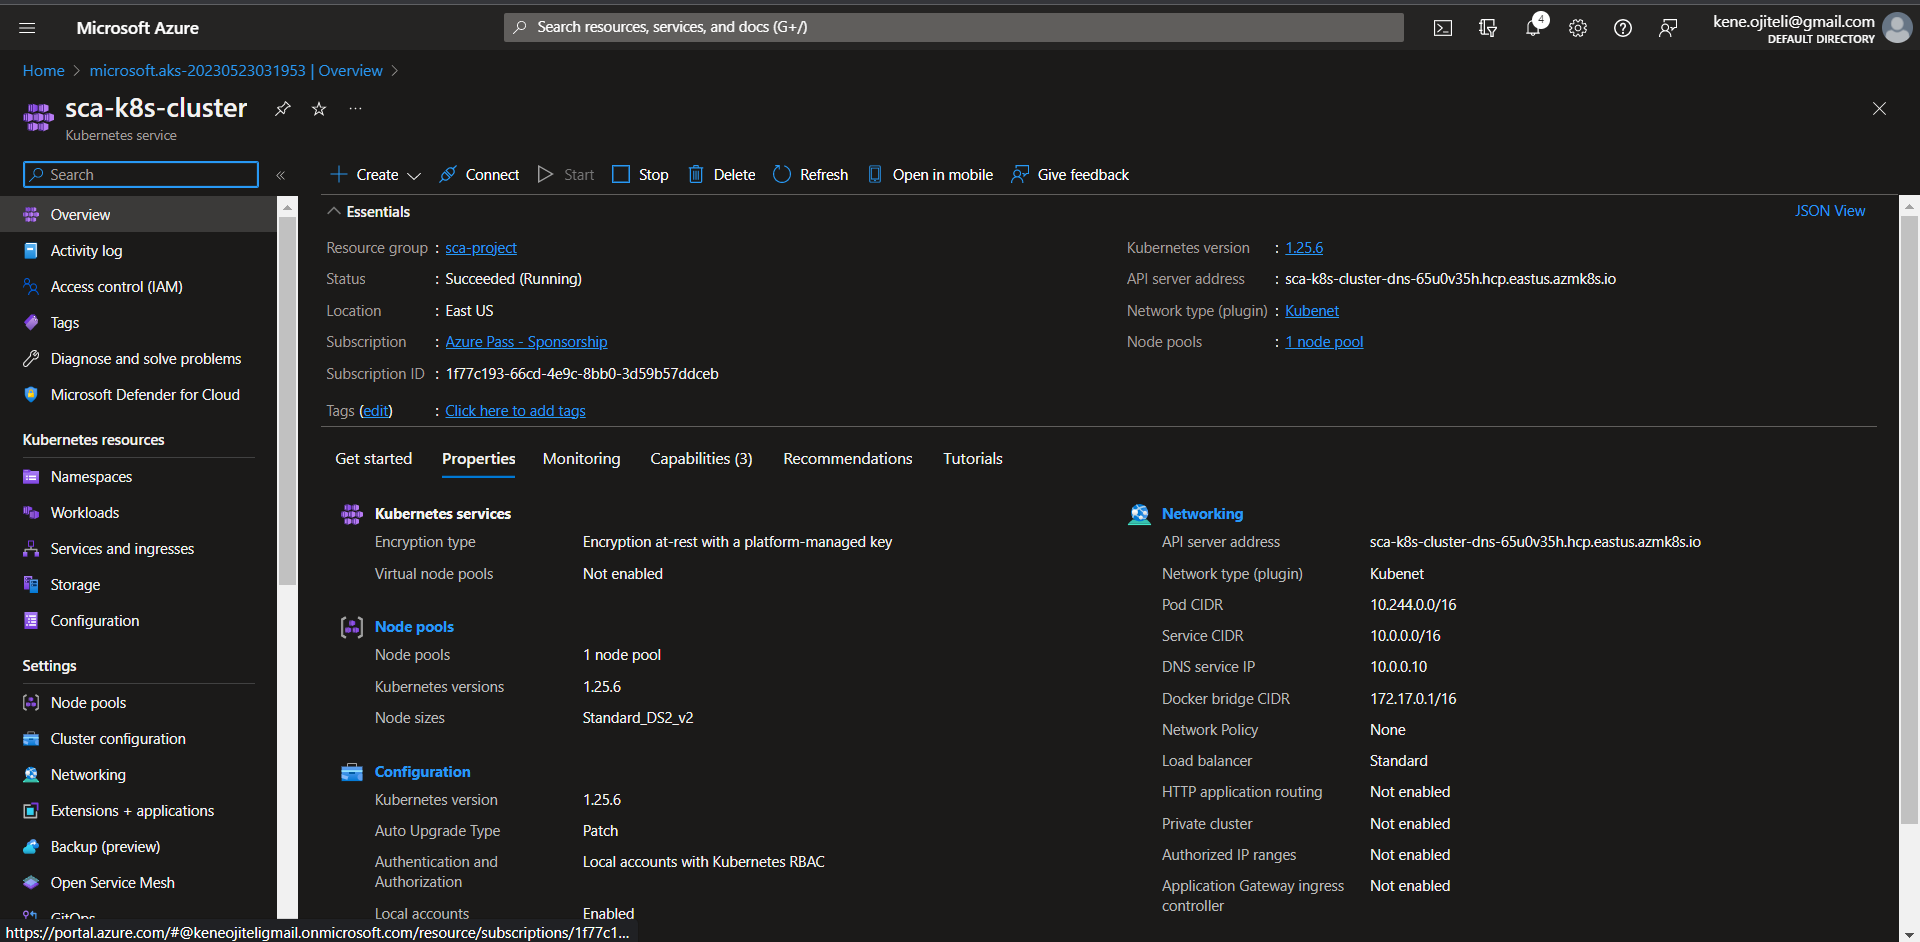 Microsoft Azure
Search resources, services, and docs (G+/)
4
kene.ojiteli@gmail.com
DEFAULT DIRECTORY
Home > microsoft.aks-20230523031953 | Overview >
sca-k8s-cluster
Kubernetes service
Search
«
Create
Connect
Start
Stop
Delete
Refresh
Open in mobile
Give feedback
Overview
Activity log
Access control (IAM)
Tags
Diagnose and solve problems
Microsoft Defender for Cloud
Kubernetes resources
Namespaces
Workloads
Services and ingresses
Storage
Configuration
Settings
Node pools
Cluster configuration
Networking
Extensions + applications
Backup (preview)
Open Service Mesh
GitOps
Essentials
JSON View
Resource group : sca-project
Status : Succeeded (Running)
Location : East US
Subscription : Azure Pass - Sponsorship
Subscription ID : 1f77c193-66cd-4e9c-8bb0-3d59b57ddceb
Tags (edit) : Click here to add tags
Kubernetes version : 1.25.6
API server address : sca-k8s-cluster-dns-65u0v35h.hcp.eastus.azmk8s.io
Network type (plugin) : Kubenet
Node pools : 1 node pool
Get started
Properties
Monitoring
Capabilities (3)
Recommendations
Tutorials
Kubernetes services
Encryption type Encryption at-rest with a platform-managed key
Virtual node pools Not enabled
Node pools
Node pools 1 node pool
Kubernetes versions 1.25.6
Node sizes Standard_DS2_v2
Configuration
Kubernetes version 1.25.6
Auto Upgrade Type Patch
Authentication and Local accounts with Kubernetes RBAC
Authorization
Local accounts Enabled
Networking
API server address sca-k8s-cluster-dns-65u0v35h.hcp.eastus.azmk8s.io
Network type (plugin) Kubenet
Pod CIDR 10.244.0.0/16
Service CIDR 10.0.0.0/16
DNS service IP 10.0.0.10
Docker bridge CIDR 172.17.0.1/16
Network Policy None
Load balancer Standard
HTTP application routing Not enabled
Private cluster Not enabled
Authorized IP ranges Not enabled
Application Gateway ingress Not enabled
controller
https://portal.azure.com/#@keneojiteligmail.onmicrosoft.com/resource/subscriptions/1f77c1...